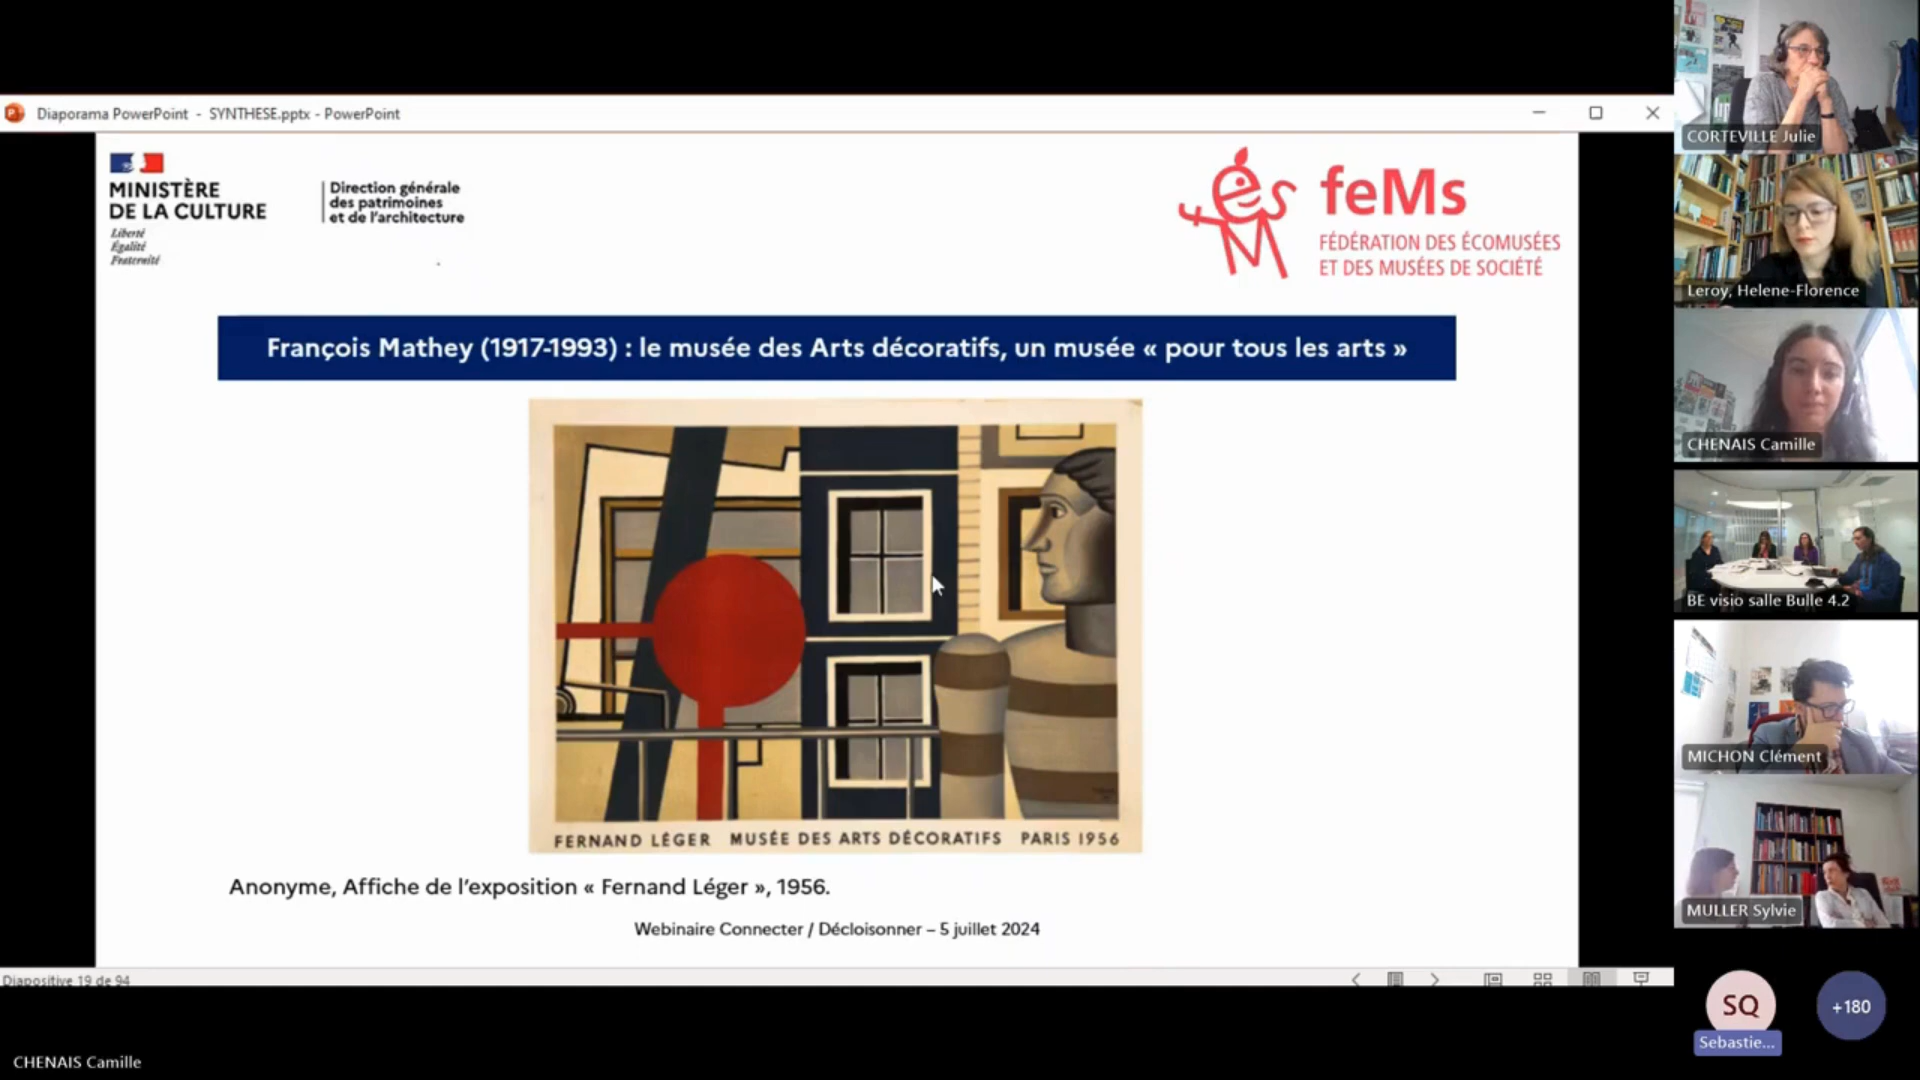 Diaporama PowerPoint - SYNTHESE.pptx - PowerPoint
MINISTÈRE
DE LA CULTURE
Liberté
Égalité
Fraternité
Direction générale
des patrimoines
et de l'architecture
feMs
FÉDÉRATION DES ÉCOMUSÉES
ET DES MUSÉES DE SOCIÉTÉ
François Mathey (1917-1993) : le musée des Arts décoratifs, un musée « pour tous les arts »
FERNAND LÉGER MUSÉE DES ARTS DÉCORATIFS PARIS 1956
Anonyme, Affiche de l'exposition « Fernand Léger », 1956.
Webinaire Connecter / Décloisonner – 5 juillet 2024
Diapositive 19 de 94
CHENAIS Camille
CORTEVILLE Julie
Leroy, Helene-Florence
CHENAIS Camille
BE visio salle Bulle 4.2
MICHON Clément
MULLER Sylvie
SQ
Sebastie...
+180